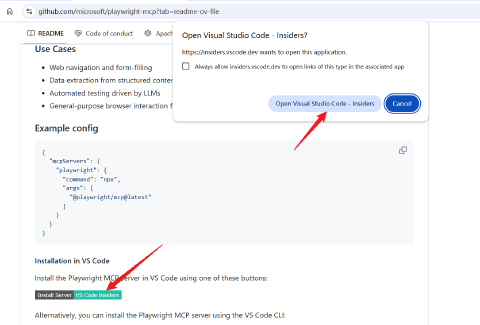 github.com/microsoft/playwright-mcp?tab=readme-ov-file
README
Code of conduct
Apach
Use Cases
Web navigation and form-filling
Data extraction from structured conten
Automated testing driven by LLMs
General-purpose browser interaction f
Open Visual Studio Code - Insiders?
https://insiders.vscode.dev wants to open this application.
Always allow insiders.vscode.dev to open links of this type in the associated app
Open Visual Studio Code - Insiders
Cancel
Example config
{
"mcpServers": {
"playwright": {
"command": "npx",
"args": [
"@playwright/mcp@latest"
]
}
}
}
Installation in VS Code
Install the Playwright MCP server in VS Code using one of these buttons:
Install Server VS Code Insiders
Alternatively, you can install the Playwright MCP server using the VS Code CLI: